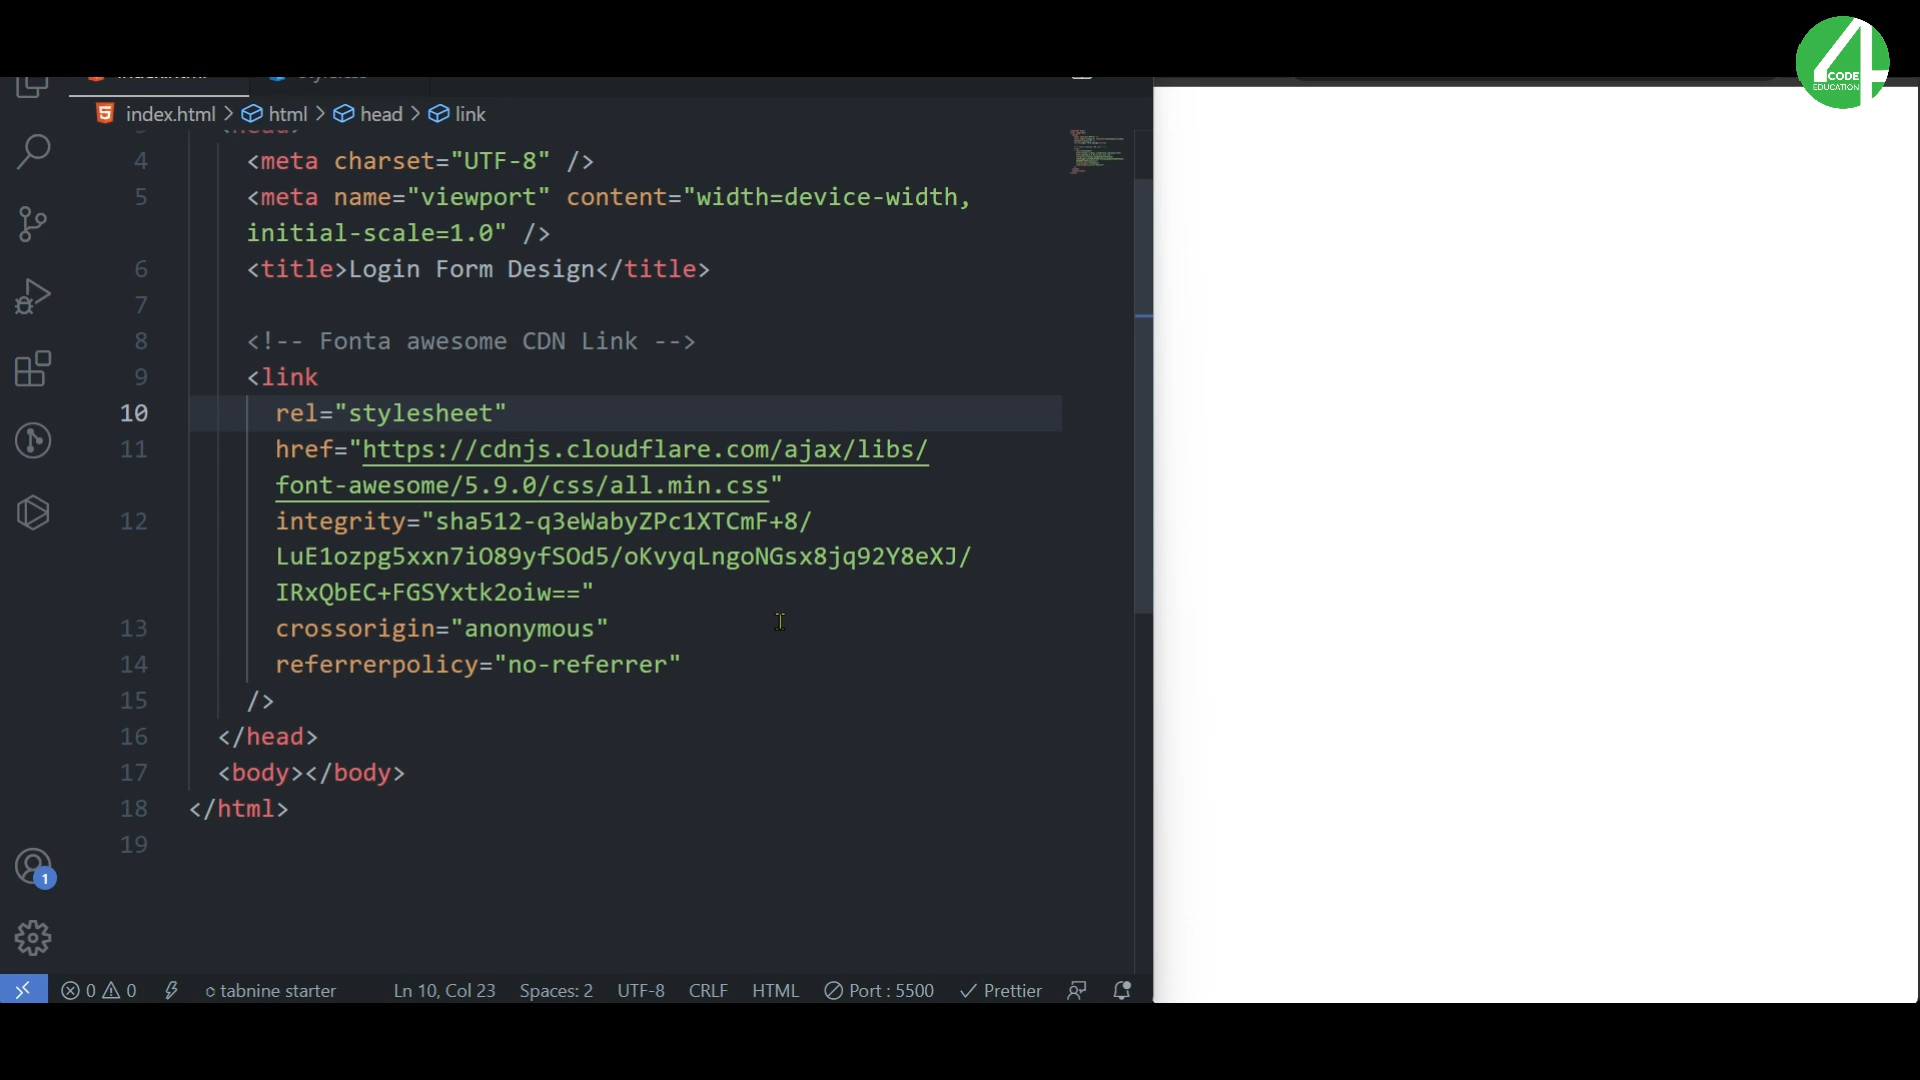 4
CODE
EDUCATION
index.html > html > head > link
4 <meta charset="UTF-8" />
5 <meta name="viewport" content="width=device-width,
initial-scale=1.0" />
6 <title>Login Form Design</title>
7
8 <!-- Fonta awesome CDN Link -->
9 <link
10 rel="stylesheet"
11 href="https://cdnjs.cloudflare.com/ajax/libs/
font-awesome/5.9.0/css/all.min.css"
12 integrity="sha512-q3eWabyZPc1XTCmF+8/
LuE1ozpg5xxn7iO89yfSOd5/oKvyqLngoNGsx8jq92Y8eXJ/
IRxQbEC+FGSYxtk2oiw=="
13 crossorigin="anonymous"
14 referrerpolicy="no-referrer"
15 />
16 </head>
17 <body></body>
18 </html>
19
1
0 0 tabnine starter Ln 10, Col 23 Spaces: 2 UTF-8 CRLF HTML Port : 5500 Prettier